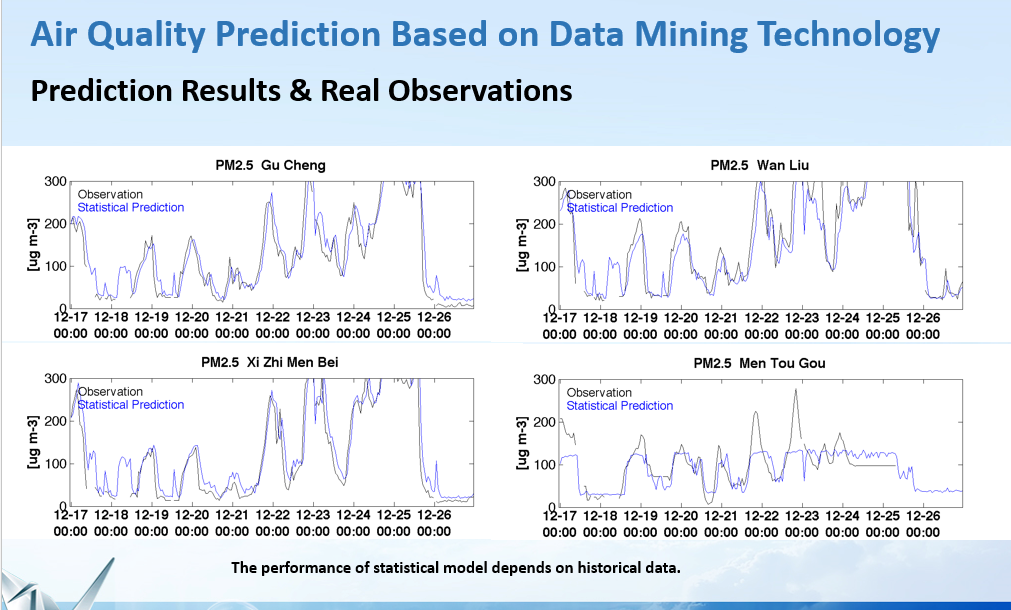 Air Quality Prediction Based on Data Mining Technology
Prediction Results & Real Observations
PM2.5 Gu Cheng
300
200
100
0
[ug m-3]
Observation
Statistical Prediction
12-17 12-18 12-19 12-20 12-21 12-22 12-23 12-24 12-25 12-26
00:00 00:00 00:00 00:00 00:00 00:00 00:00 00:00 00:00 00:00
PM2.5 Wan Liu
300
200
100
0
[ug m-3]
Observation
Statistical Prediction
12-17 12-18 12-19 12-20 12-21 12-22 12-23 12-24 12-25 12-26
00:00 00:00 00:00 00:00 00:00 00:00 00:00 00:00 00:00 00:00
PM2.5 Xi Zhi Men Bei
300
200
100
0
[ug m-3]
Observation
Statistical Prediction
12-17 12-18 12-19 12-20 12-21 12-22 12-23 12-24 12-25 12-26
00:00 00:00 00:00 00:00 00:00 00:00 00:00 00:00 00:00 00:00
PM2.5 Men Tou Gou
300
200
100
0
[ug m-3]
Observation
Statistical Prediction
12-17 12-18 12-19 12-20 12-21 12-22 12-23 12-24 12-25 12-26
00:00 00:00 00:00 00:00 00:00 00:00 00:00 00:00 00:00 00:00
The performance of statistical model depends on historical data.